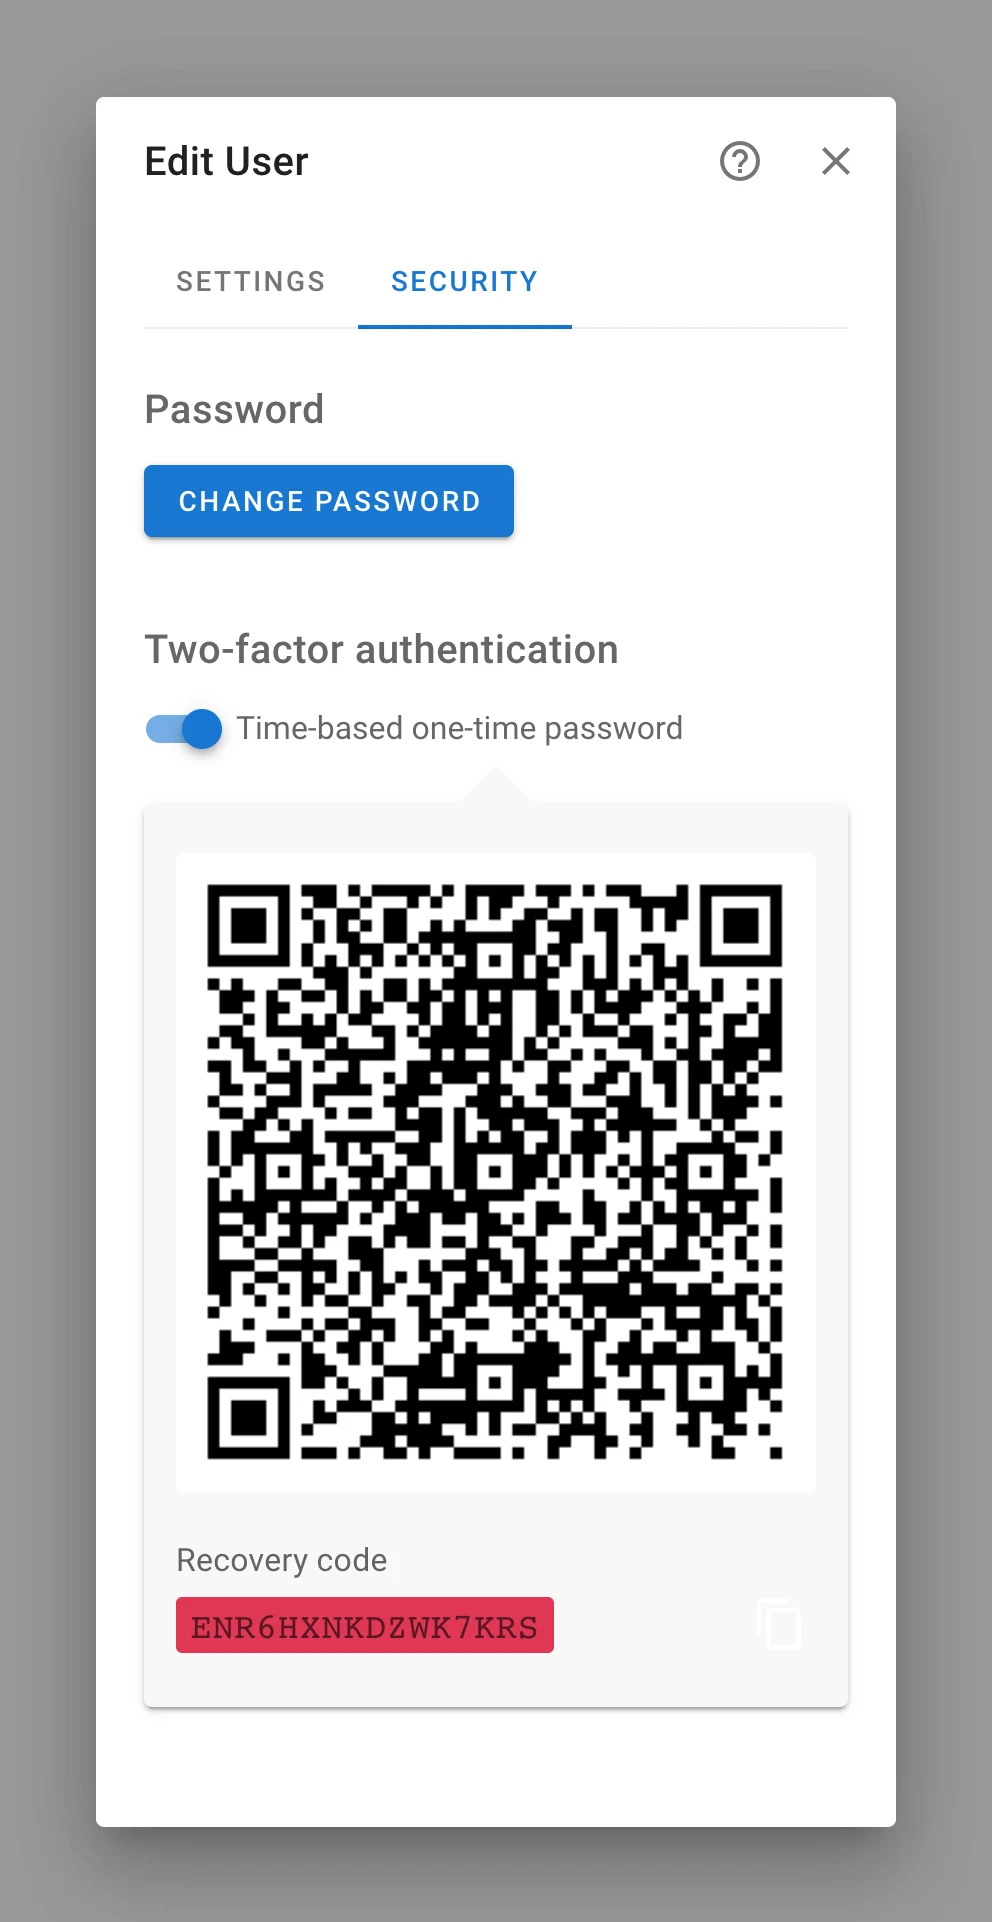 Edit User
SETTINGS SECURITY
Password
CHANGE PASSWORD
Two-factor authentication
Time-based one-time password
Recovery code
ENR6HXNKDZWK7KRS